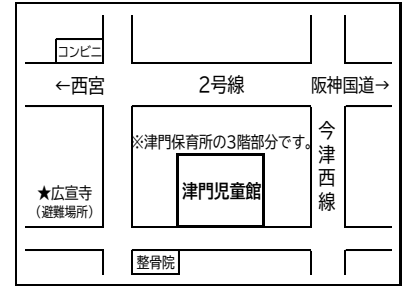 コンビニ
←西宮
2号線
阪神国道→
※津門保育所の3階部分です。
今津西線
★広宣寺
（避難場所）
津門児童館
整骨院